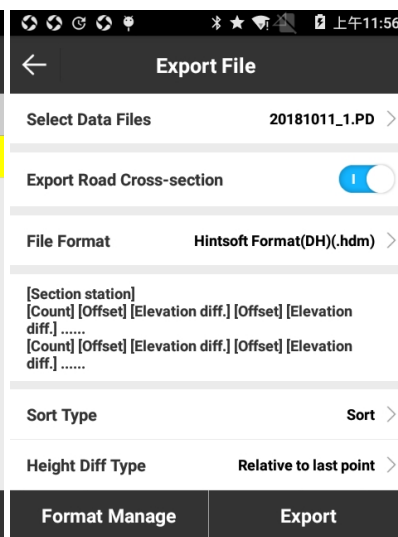 上午11:56
Export File
Select Data Files 20181011_1.PD
Export Road Cross-section
File Format Hintsoft Format(DH)(.hdm)
[Section station]
[Count] [Offset] [Elevation diff.] [Offset] [Elevation
diff.] ......
[Count] [Offset] [Elevation diff.] [Offset] [Elevation
diff.] ......
Sort Type Sort
Height Diff Type Relative to last point
Format Manage Export